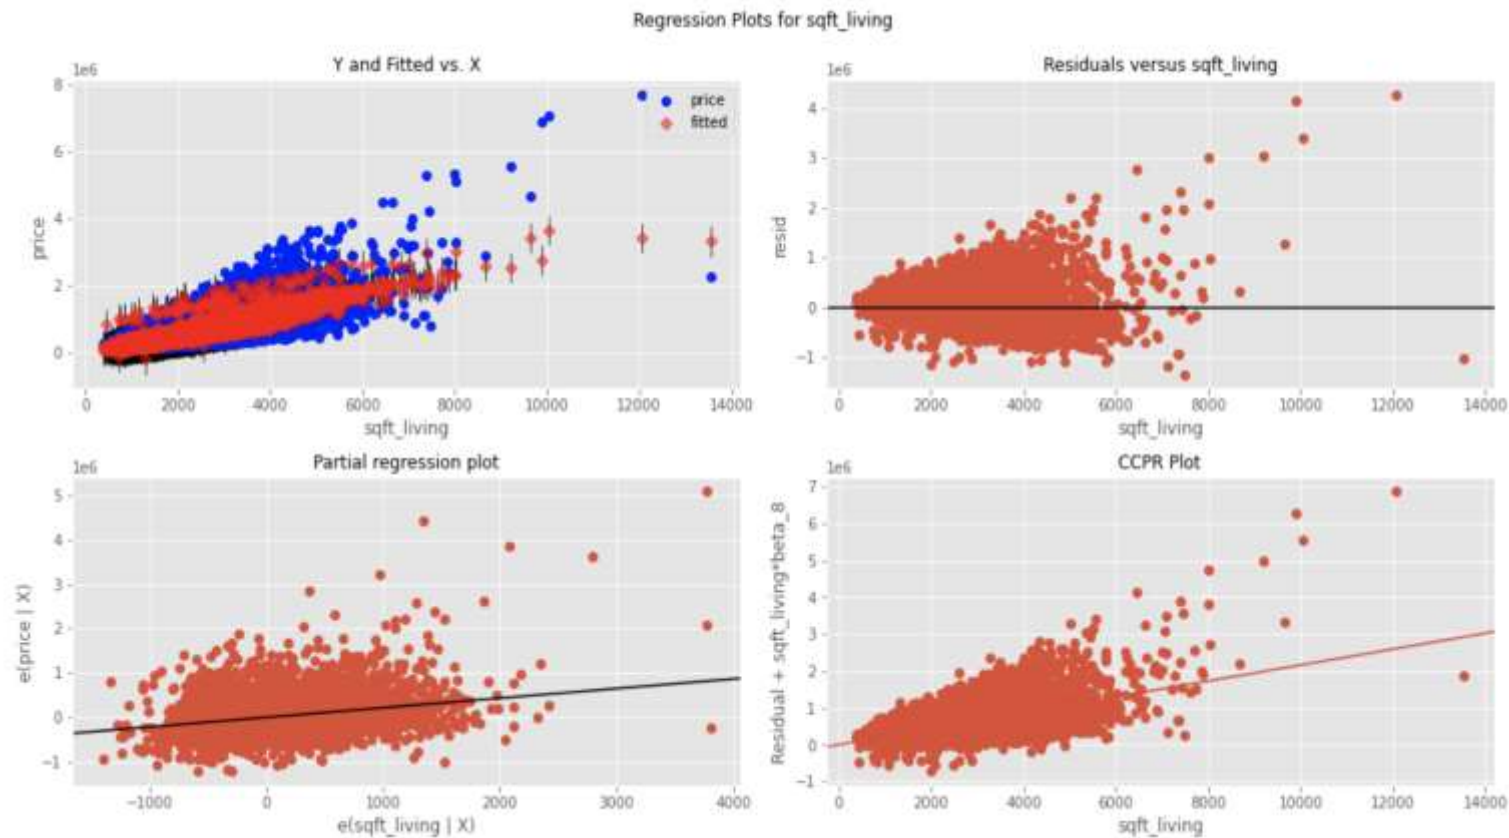 Regression Plots for sqft_living
Y and Fitted vs. X
1e6
price
fitted
8
6
4
2
0
price
0 2000 4000 6000 8000 10000 12000 14000
sqft_living
Residuals versus sqft_living
1e6
4
3
2
1
0
−1
resid
0 2000 4000 6000 8000 10000 12000 14000
sqft_living
Partial regression plot
1e6
5
4
3
2
1
0
−1
e(price | X)
−1000 0 1000 2000 3000 4000
e(sqft_living | X)
CCPR Plot
1e6
7
6
5
4
3
2
1
0
−1
Residual + sqft_living*beta_8
0 2000 4000 6000 8000 10000 12000 14000
sqft_living